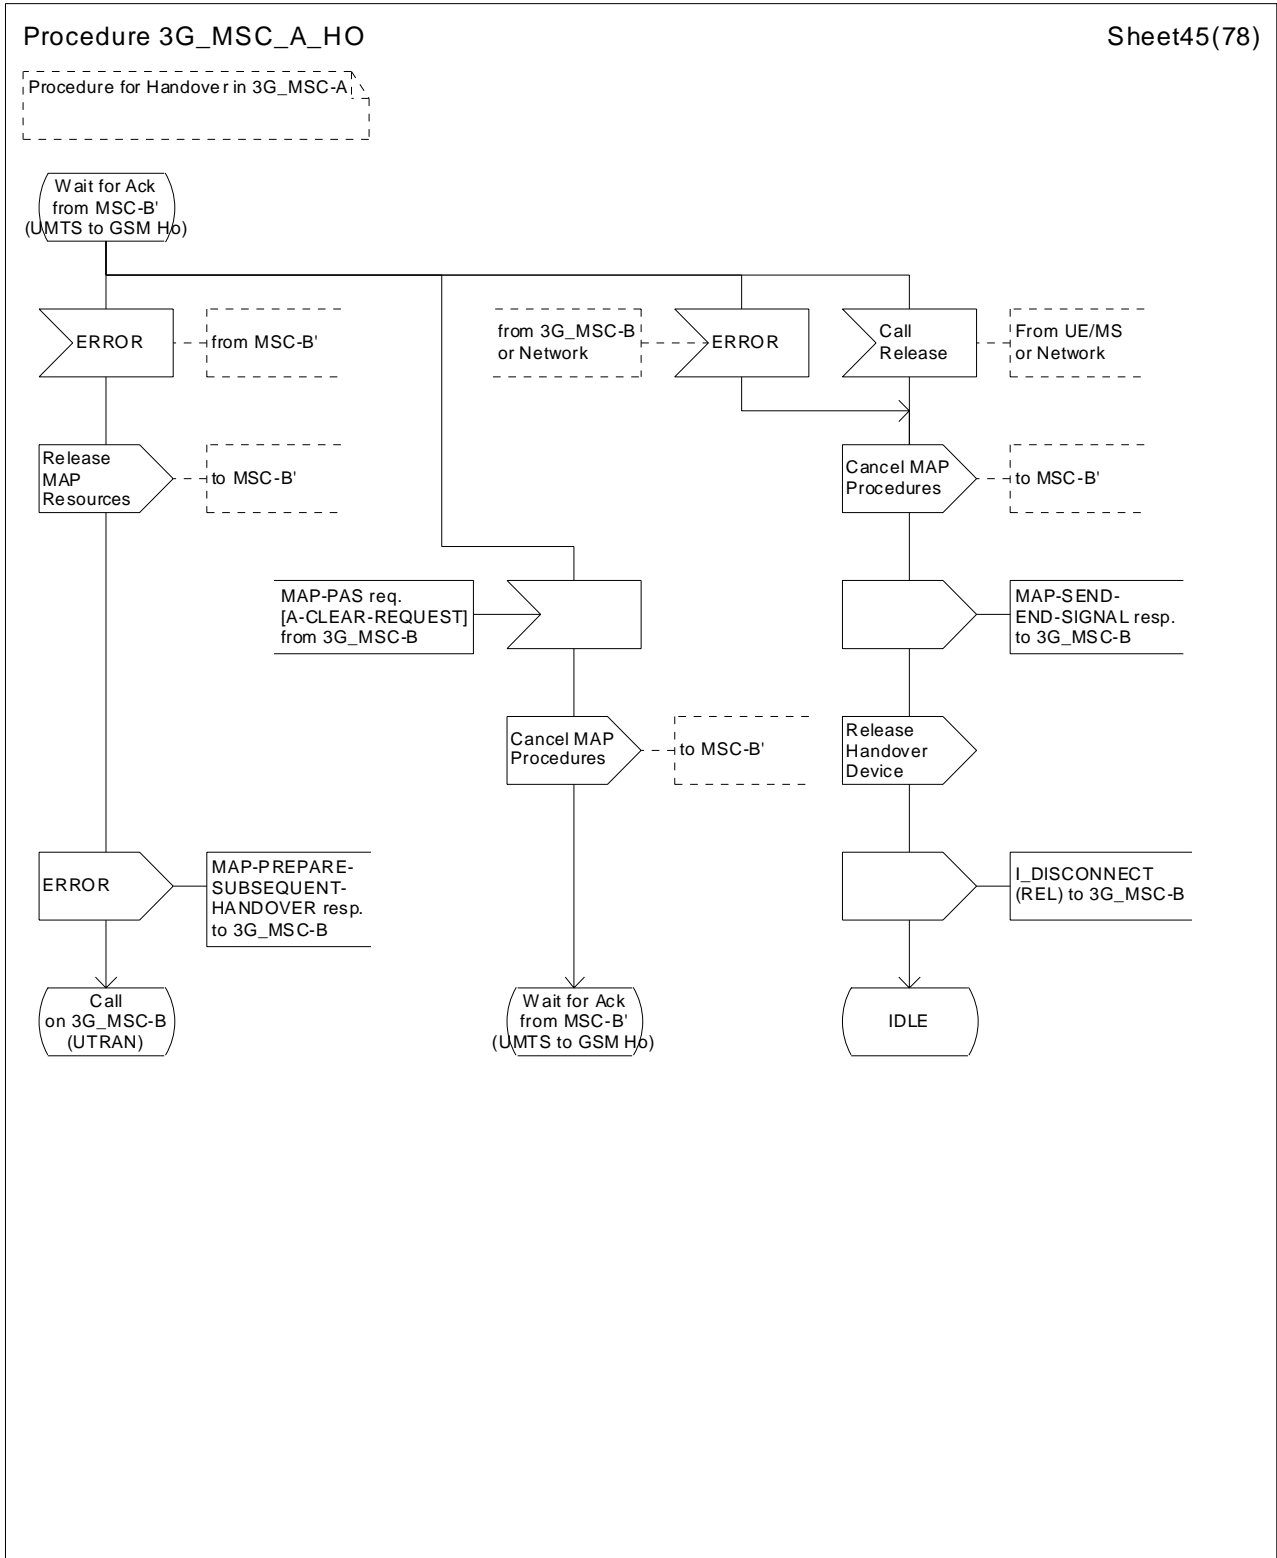 Procedure 3G_MSC_A_HO
Sheet45(78)
Procedure for Handover in 3G_MSC-A
Wait for Ack
from MSC-B'
(UMTS to GSM Ho)
ERROR
from MSC-B'
from 3G_MSC-B
or Network
ERROR
Call
Release
From UE/MS
or Network
Release
MAP
Resources
to MSC-B'
Cancel MAP
Procedures
to MSC-B'
MAP-PAS req.
[A-CLEAR-REQUEST]
from 3G_MSC-B
MAP-SEND-
END-SIGNAL resp.
to 3G_MSC-B
Cancel MAP
Procedures
to MSC-B'
Release
Handover
Device
ERROR
MAP-PREPARE-
SUBSEQUENT-
HANDOVER resp.
to 3G_MSC-B
I_DISCONNECT
(REL) to 3G_MSC-B
Call
on 3G_MSC-B
(UTRAN)
Wait for Ack
from MSC-B'
(UMTS to GSM Ho)
IDLE